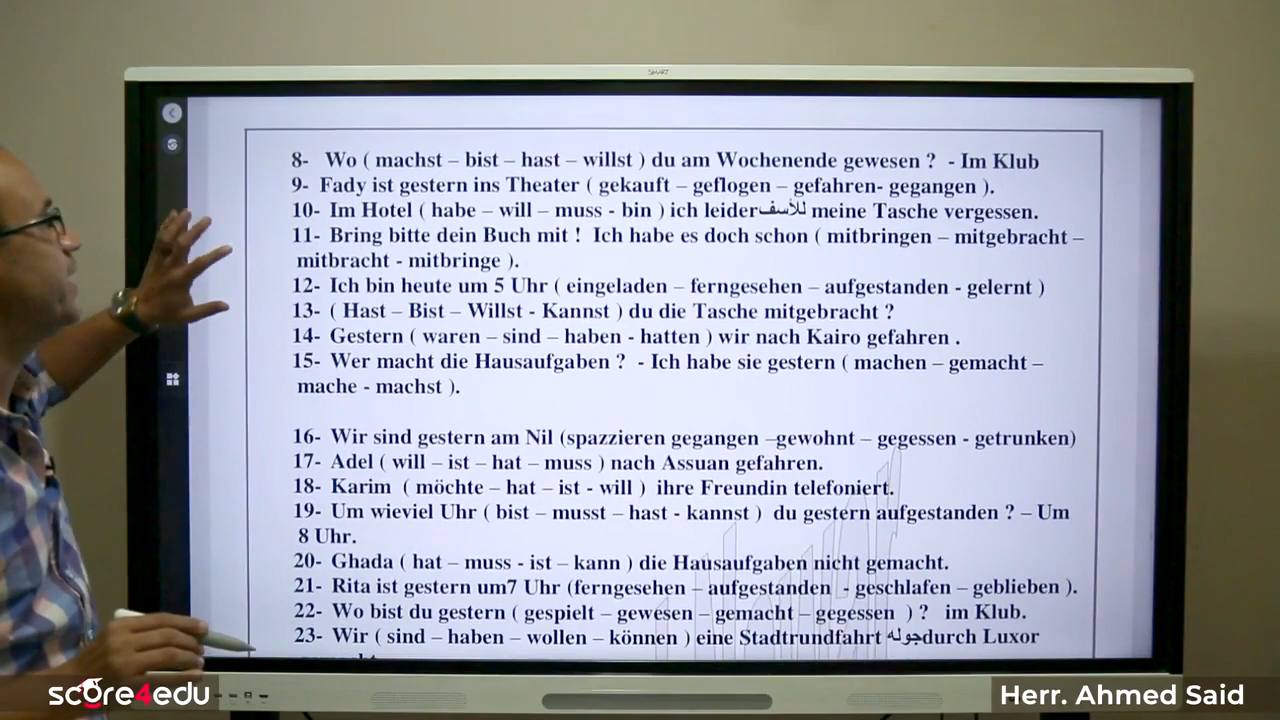 SMART
8- Wo ( machst – bist – hast – willst ) du am Wochenende gewesen ? - Im Klub
9- Fady ist gestern ins Theater ( gekauft – geflogen – gefahren- gegangen ).
10- Im Hotel ( habe – will – muss - bin ) ich leider للأسف meine Tasche vergessen.
11- Bring bitte dein Buch mit ! Ich habe es doch schon ( mitbringen – mitgebracht –
mitbracht - mitbringe ).
12- Ich bin heute um 5 Uhr ( eingeladen – ferngesehen – aufgestanden - gelernt )
13- ( Hast – Bist – Willst - Kannst ) du die Tasche mitgebracht ?
14- Gestern ( waren – sind – haben - hatten ) wir nach Kairo gefahren .
15- Wer macht die Hausaufgaben ? - Ich habe sie gestern ( machen – gemacht –
mache - machst ).
16- Wir sind gestern am Nil (spazzieren gegangen –gewohnt – gegessen - getrunken)
17- Adel ( will – ist – hat – muss ) nach Assuan gefahren.
18- Karim ( möchte – hat – ist - will ) ihre Freundin telefoniert.
19- Um wieviel Uhr ( bist – musst – hast - kannst ) du gestern aufgestanden ? – Um
8 Uhr.
20- Ghada ( hat – muss - ist – kann ) die Hausaufgaben nicht gemacht.
21- Rita ist gestern um7 Uhr (ferngesehen – aufgestanden - geschlafen – geblieben ).
22- Wo bist du gestern ( gespielt – gewesen – gemacht – gegessen ) ? im Klub.
23- Wir ( sind – haben – wollen – können ) eine Stadtrundfahrt جوله durch Luxor
score4edu
Herr. Ahmed Said